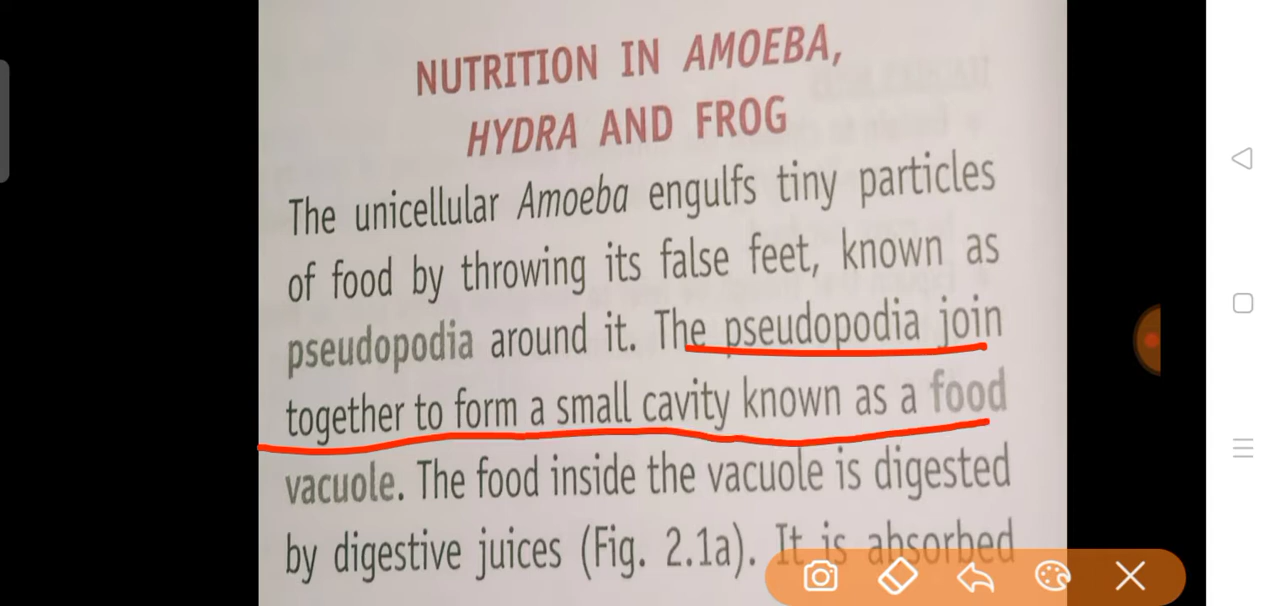 NUTRITION IN AMOEBA,
HYDRA AND FROG
The unicellular Amoeba engulfs tiny particles
of food by throwing its false feet, known as
pseudopodia around it. The pseudopodia join
together to form a small cavity known as a food
vacuole. The food inside the vacuole is digested
by digestive juices (Fig. 2.1a). It is absorbed